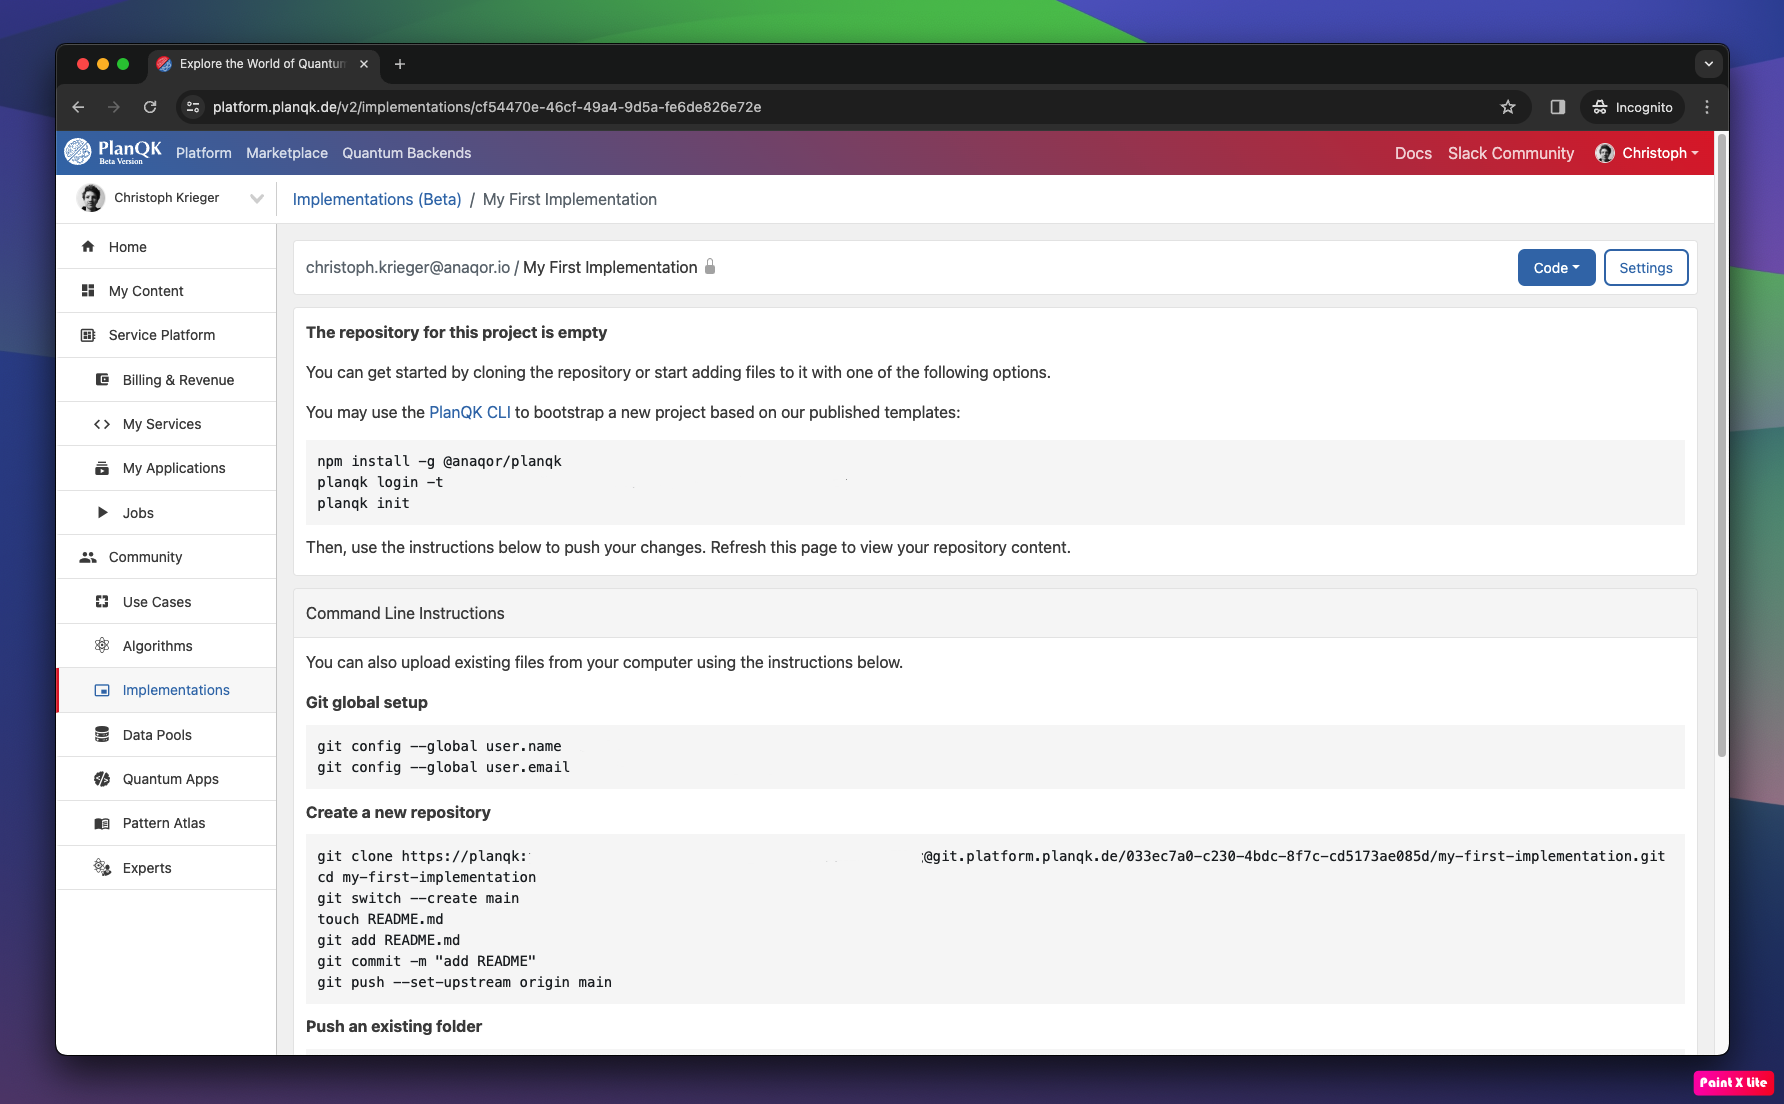 Explore the World of Quantum
platform.planqk.de/v2/implementations/cf54470e-46cf-49a4-9d5a-fe6de826e72e
Incognito
PlanQK
Beta Version
Platform
Marketplace
Quantum Backends
Docs
Slack Community
Christoph
Christoph Krieger
Implementations (Beta) / My First Implementation
Home
My Content
Service Platform
Billing & Revenue
My Services
My Applications
Jobs
Community
Use Cases
Algorithms
Implementations
Data Pools
Quantum Apps
Pattern Atlas
Experts
christoph.krieger@anaqor.io / My First Implementation
Code
Settings
The repository for this project is empty
You can get started by cloning the repository or start adding files to it with one of the following options.
You may use the PlanQK CLI to bootstrap a new project based on our published templates:
npm install -g @anaqor/planqk
planqk login -t
planqk init
Then, use the instructions below to push your changes. Refresh this page to view your repository content.
Command Line Instructions
You can also upload existing files from your computer using the instructions below.
Git global setup
git config --global user.name
git config --global user.email
Create a new repository
git clone https://planqk: @git.platform.planqk.de/033ec7a0-c230-4bdc-8f7c-cd5173ae085d/my-first-implementation.git
cd my-first-implementation
git switch --create main
touch README.md
git add README.md
git commit -m "add README"
git push --set-upstream origin main
Push an existing folder
Paint X Lite